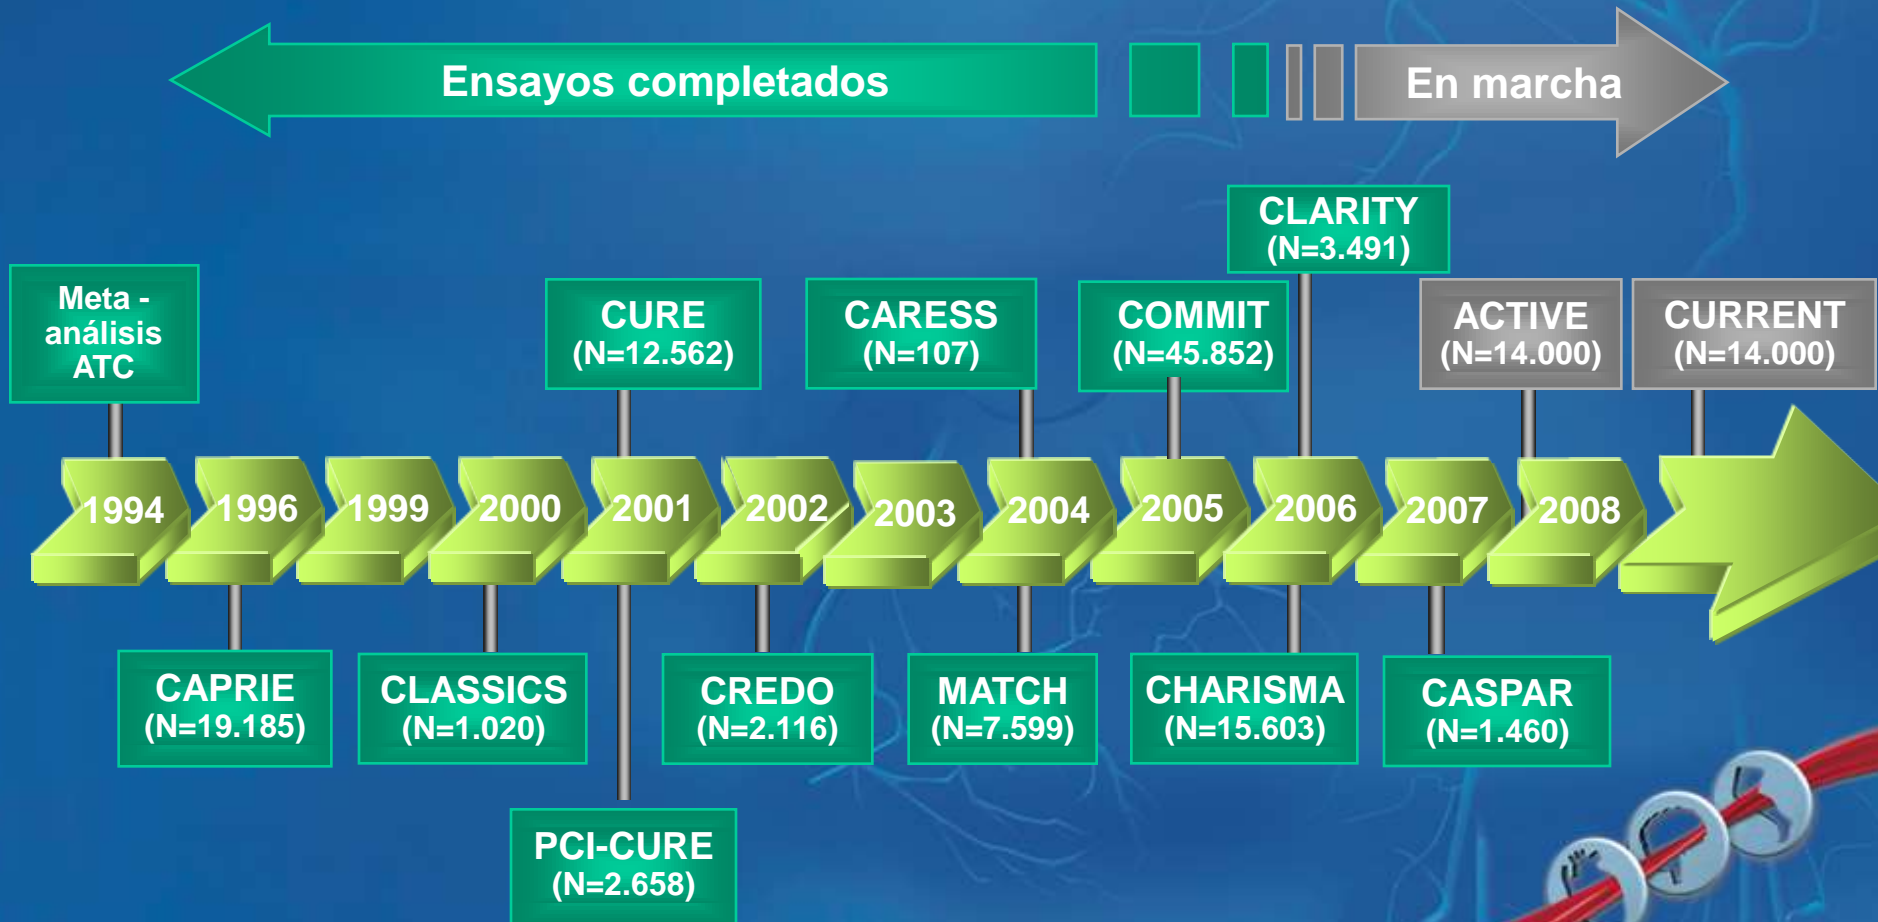 Ensayos completados
En marcha
CLARITY
(N=3.491)
Meta -
análisis
ATC
CURE
(N=12.562)
CARESS
(N=107)
COMMIT
(N=45.852)
ACTIVE
(N=14.000)
CURRENT
(N=14.000)
1994
1996
1999
2000
2001
2002
2003
2004
2005
2006
2007
2008
CAPRIE
(N=19.185)
CLASSICS
(N=1.020)
CREDO
(N=2.116)
MATCH
(N=7.599)
CHARISMA
(N=15.603)
CASPAR
(N=1.460)
PCI-CURE
(N=2.658)